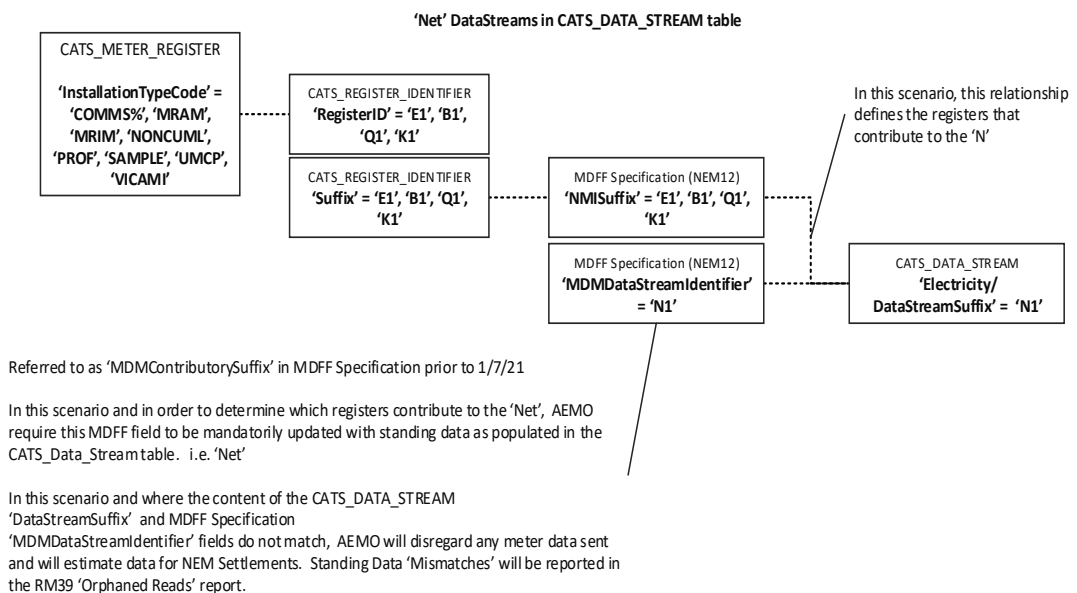 ‘Net’ DataStreams in CATS_DATA_STREAM table
CATS_METER_REGISTER
‘InstallationTypeCode’ =
‘COMMS%’, ‘MRAM’,
‘MRIM’, ‘NONCUML’,
‘PROF’, ‘SAMPLE’, ‘UMCP’,
‘VICAMI’
CATS_REGISTER_IDENTIFIER
‘RegisterID’ = ‘E1’, ‘B1’,
‘Q1’, ‘K1’
CATS_REGISTER_IDENTIFIER
‘Suffix’ = ‘E1’, ‘B1’, ‘Q1’,
‘K1’
MDFF Specification (NEM12)
‘NMISuffix’ = ‘E1’, ‘B1’, ‘Q1’,
‘K1’
MDFF Specification (NEM12)
‘MDMDataStreamIdentifier’
= ‘N1’
In this scenario, this relationship
defines the registers that
contribute to the ‘N’
CATS_DATA_STREAM
‘Electricity/
DataStreamSuffix’ = ‘N1’
Referred to as ‘MDMContributorySuffix’ in MDFF Specification prior to 1/7/21
In this scenario and in order to determine which registers contribute to the ‘Net’, AEMO
require this MDFF field to be mandatorily updated with standing data as populated in the
CATS_Data_Stream table. i.e. ‘Net’
In this scenario and where the content of the CATS_DATA_STREAM
‘DataStreamSuffix’ and MDFF Specification
‘MDMDataStreamIdentifier’ fields do not match, AEMO will disregard any meter data sent
and will estimate data for NEM Settlements. Standing Data ‘Mismatches’ will be reported in
the RM39 ‘Orphaned Reads’ report.